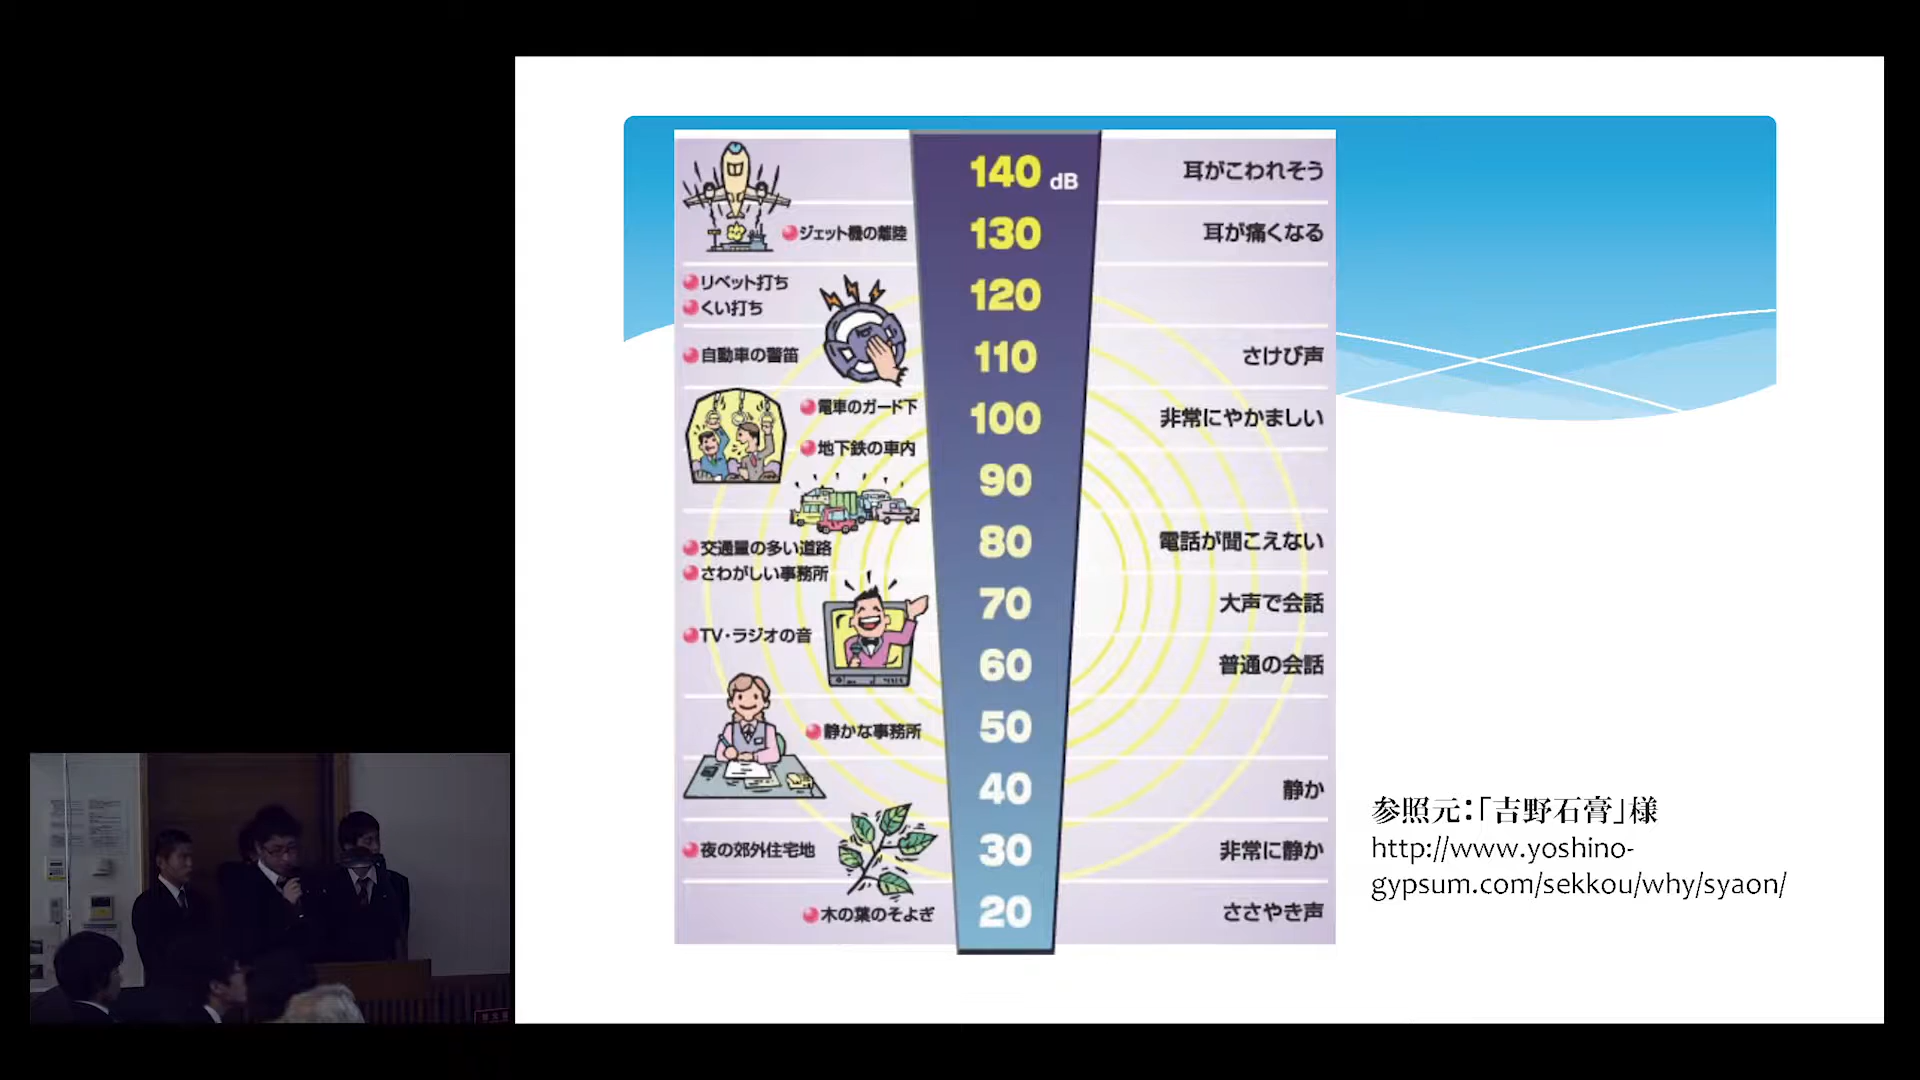 140 dB
耳がこわれそう
ジェット機の離陸
130
耳が痛くなる
リベット打ち
くい打ち
120
自動車の警笛
110
さけび声
電車のガード下
100
非常にやかましい
地下鉄の車内
90
交通量の多い道路
80
電話が聞こえない
さわがしい事務所
70
大声で会話
TV・ラジオの音
60
普通の会話
静かな事務所
50
40
静か
夜の郊外住宅地
30
非常に静か
木の葉のそよぎ
20
ささやき声
参照元：「吉野石膏」様
http://www.yoshino-
gypsum.com/sekkou/why/syaon/